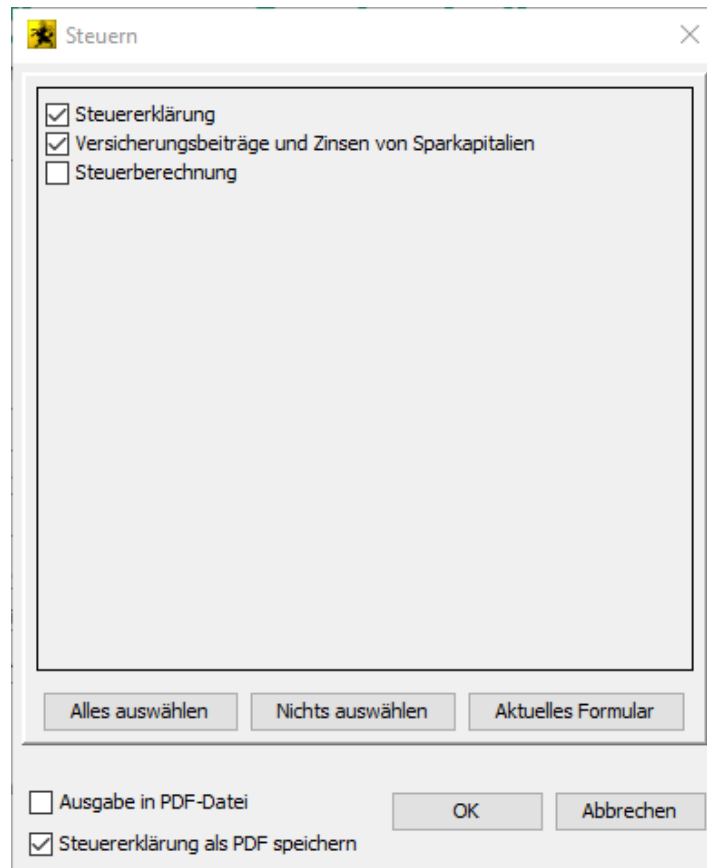 Steuern
Steuererklärung
Versicherungsbeiträge und Zinsen von Sparkapitalien
Steuerberechnung
Alles auswählen
Nichts auswählen
Aktuelles Formular
Ausgabe in PDF-Datei
OK
Abbrechen
Steuererklärung als PDF speichern